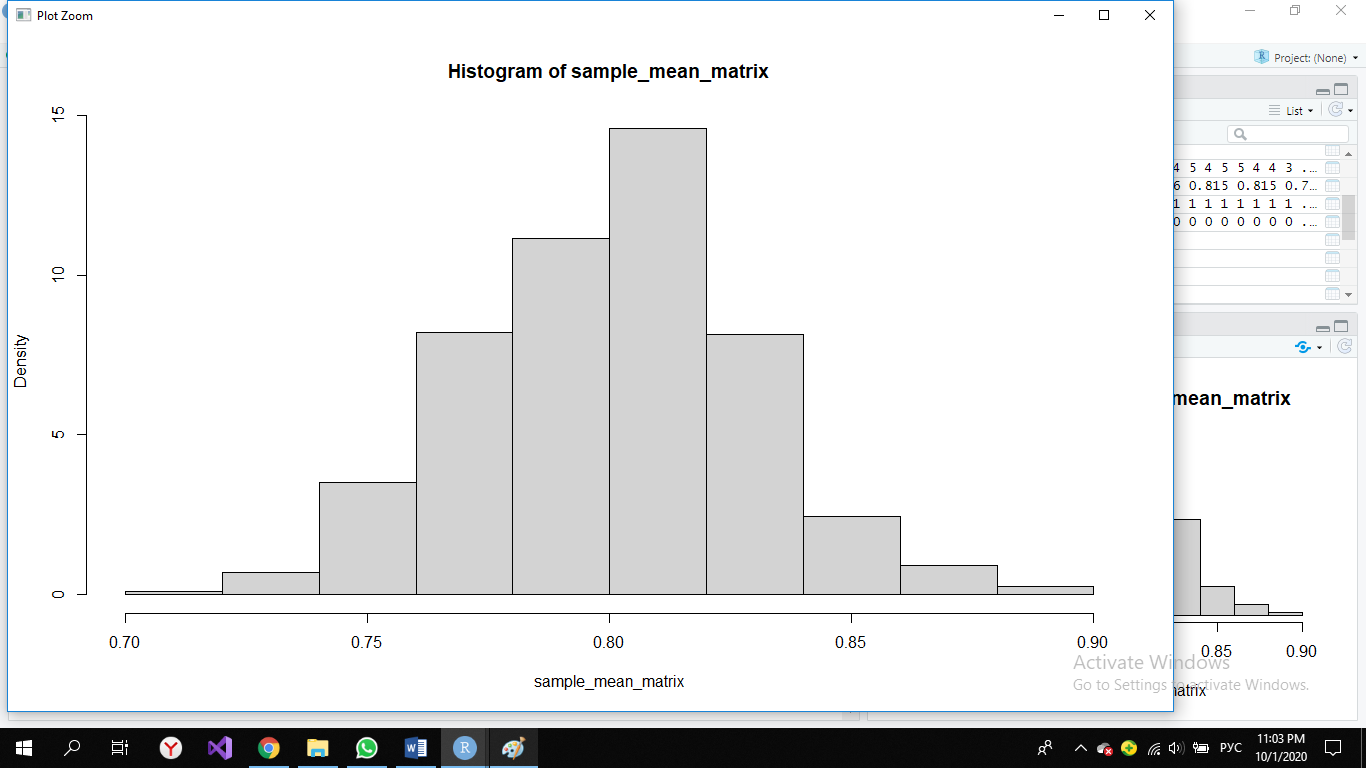 Plot Zoom
Histogram of sample_mean_matrix
15
10
5
0
Density
0.70 0.75 0.80 0.85 0.90
sample_mean_matrix
Project: (None)
List
4 5 4 5 5 4 4 3 ...
6 0.815 0.815 0.7...
1 1 1 1 1 1 1 1 ...
0 0 0 0 0 0 0 0 ...
mean_matrix
0.85 0.90
Activate Windows
Go to Settings to activate Windows.
natrix
РУС
11:03 PM
10/1/2020